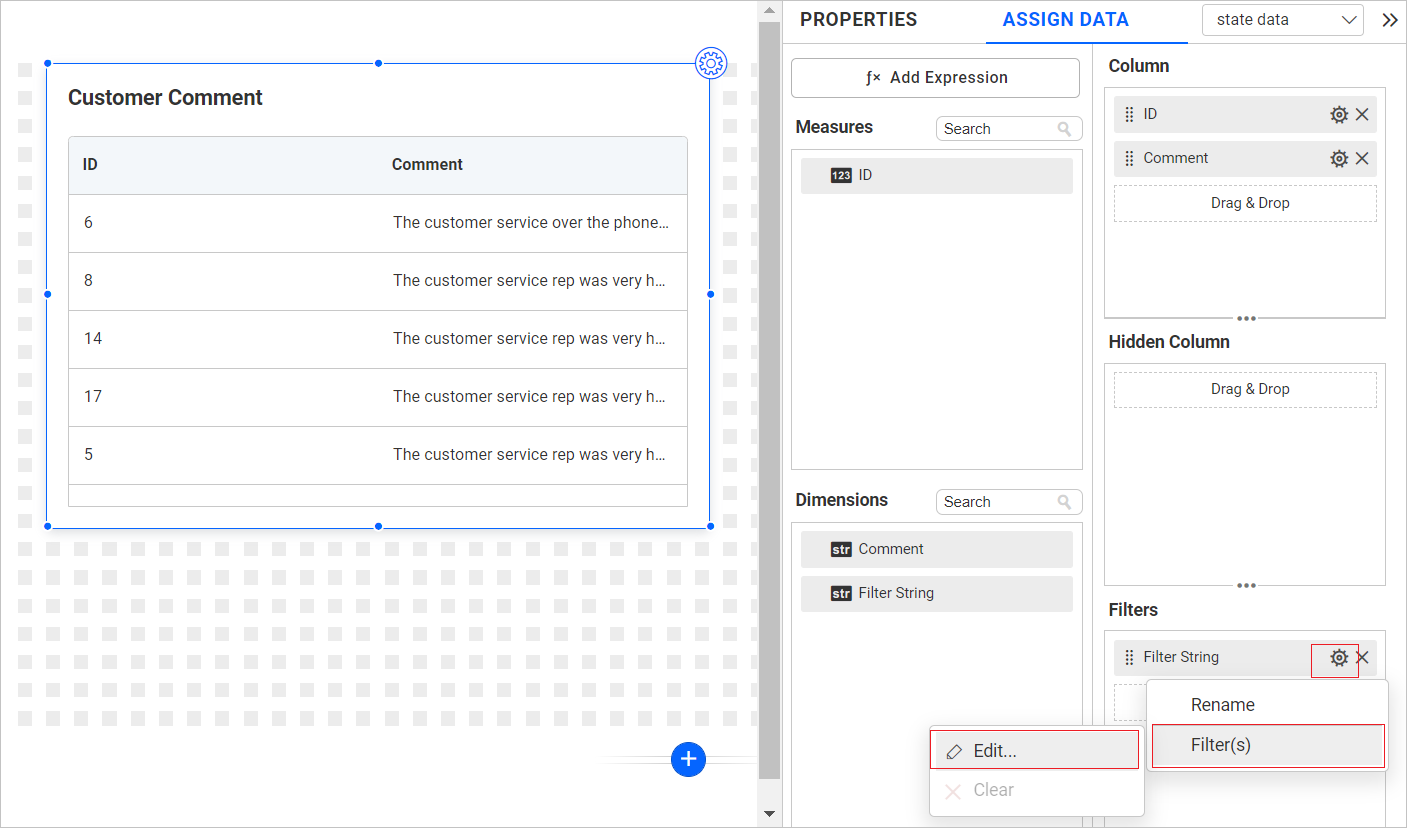 PROPERTIES
ASSIGN DATA
state data
Customer Comment
ID Comment
6 The customer service over the phone...
8 The customer service rep was very h...
14 The customer service rep was very h...
17 The customer service rep was very h...
5 The customer service rep was very h...
ƒx Add Expression
Measures
Search
123 ID
Dimensions
Search
str Comment
str Filter String
Column
ID
Comment
Drag & Drop
Hidden Column
Drag & Drop
Filters
Filter String
Rename
Filter(s)
Edit...
Clear